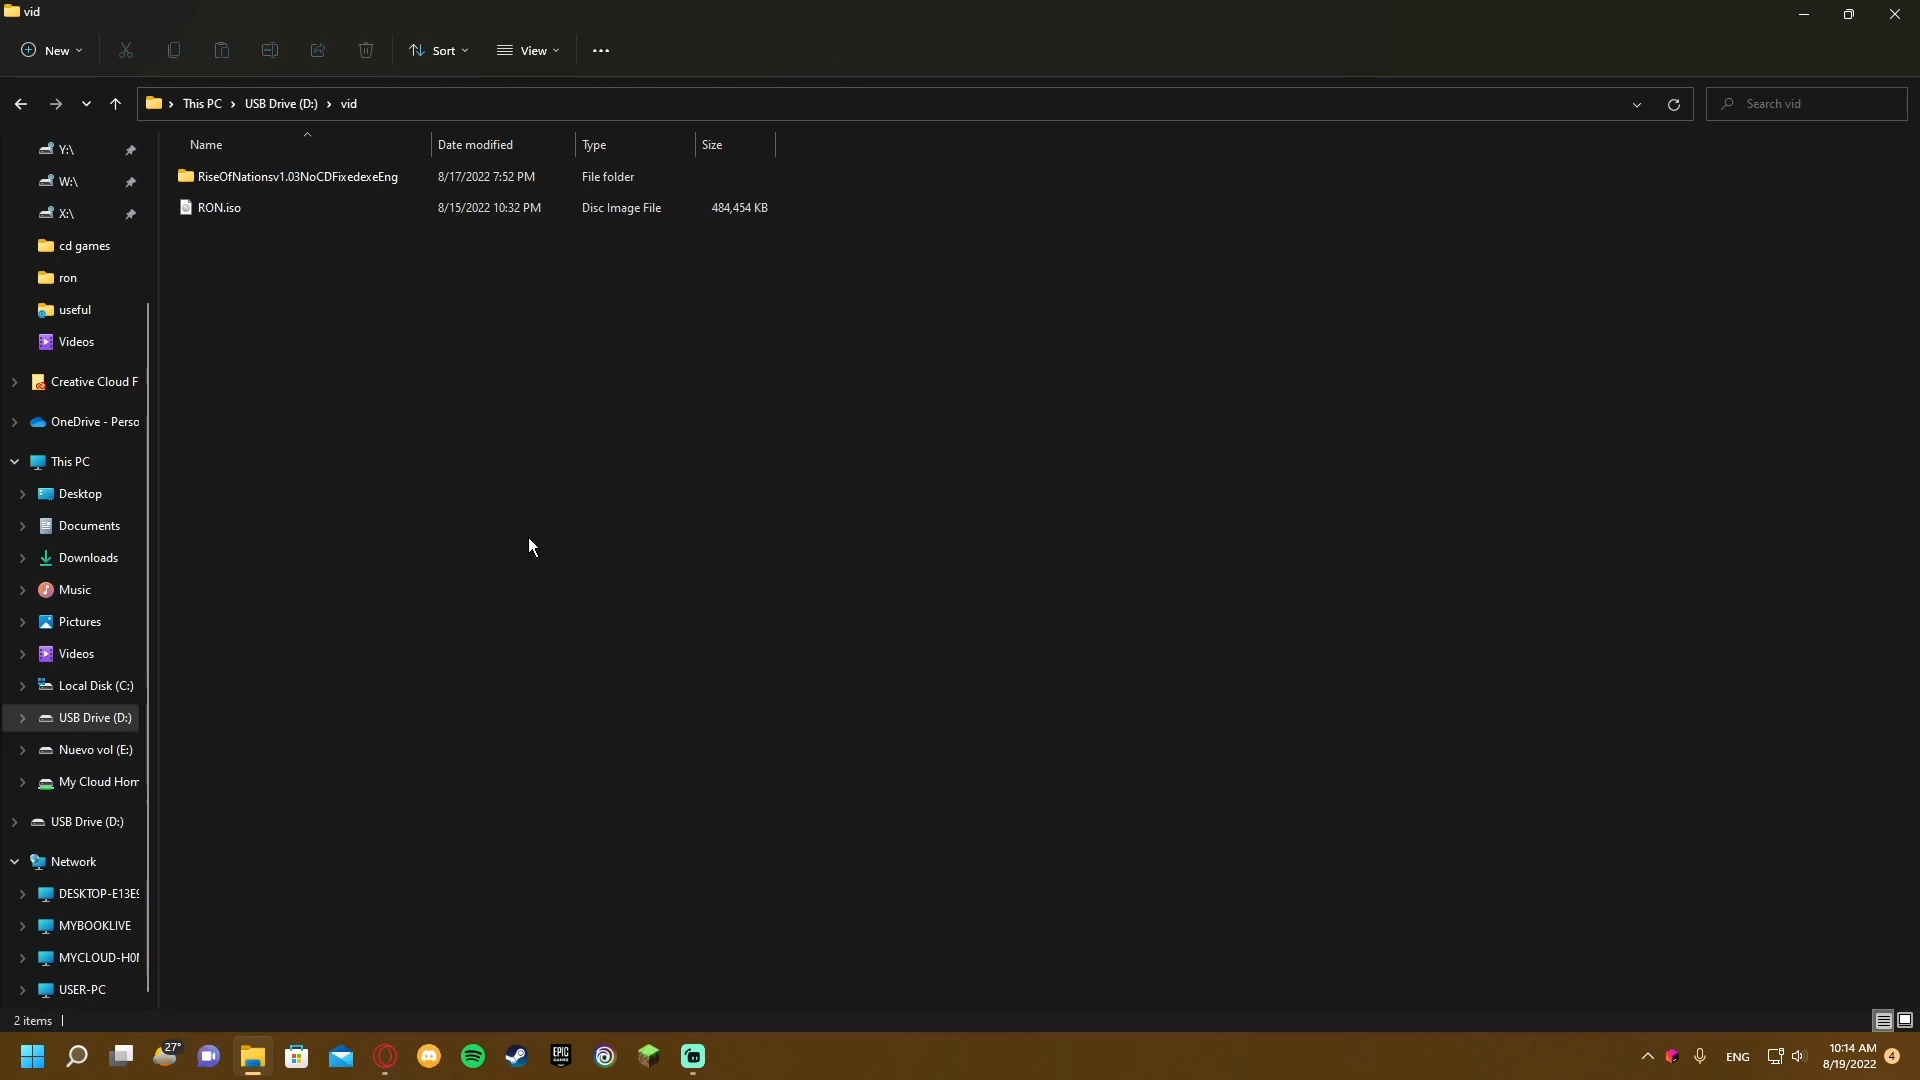 vid
New
Sort
View
This PC > USB Drive (D:) > vid
Search vid
Name
Date modified
Type
Size
RiseOfNationsv1.03NoCDFixedexeEng
8/17/2022 7:52 PM
File folder
RON.iso
8/15/2022 10:32 PM
Disc Image File
484,454 KB
Y:\
W:\
X:\
cd games
ron
useful
Videos
Creative Cloud F
OneDrive - Perso
This PC
Desktop
Documents
Downloads
Music
Pictures
Videos
Local Disk (C:)
USB Drive (D:)
Nuevo vol (E:)
My Cloud Hom
USB Drive (D:)
Network
DESKTOP-E13E9
MYBOOKLIVE
MYCLOUD-H0
USER-PC
2 items
27°
EPIC
GAMES
ENG
10:14 AM
8/19/2022
4